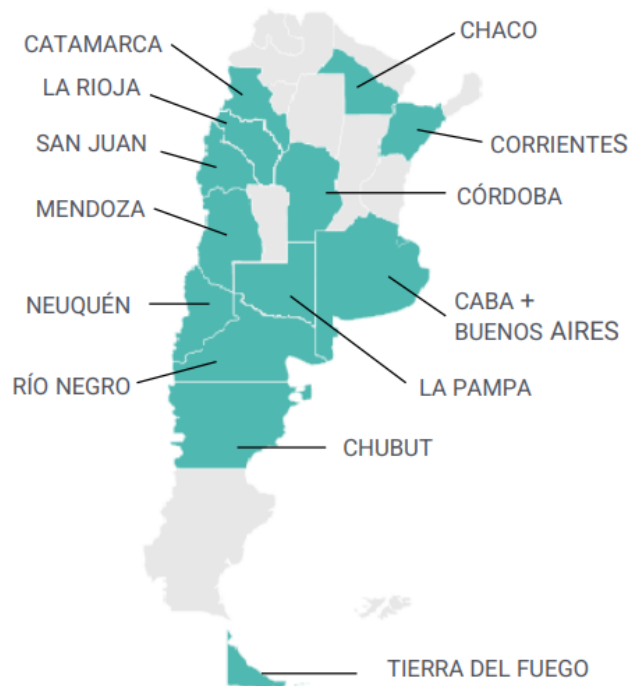 CATAMARCA
LA RIOJA
SAN JUAN
MENDOZA
NEUQUÉN
RÍO NEGRO
CHACO
CORRIENTES
CÓRDOBA
CABA +
BUENOS AIRES
LA PAMPA
CHUBUT
TIERRA DEL FUEGO